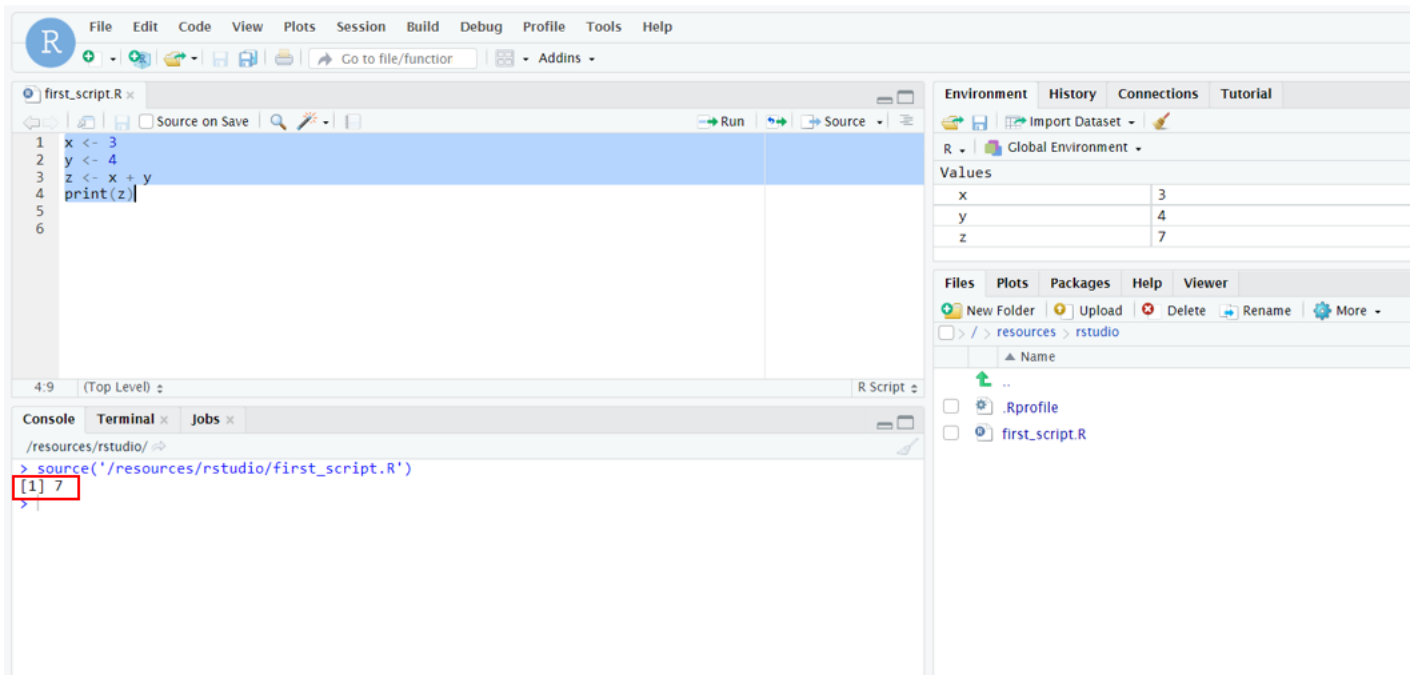 R
File Edit Code View Plots Session Build Debug Profile Tools Help
Go to file/function Addins
first_script.R
Source on Save Run Source
1 x <- 3
2 y <- 4
3 z <- x + y
4 print(z)
5
6
4:9 (Top Level) R Script
Console Terminal Jobs
/resources/rstudio/
> source('/resources/rstudio/first_script.R')
[1] 7
>
Environment History Connections Tutorial
Import Dataset
R Global Environment
Values
x 3
y 4
z 7
Files Plots Packages Help Viewer
New Folder Upload Delete Rename More
/ > resources > rstudio
Name
..
.Rprofile
first_script.R